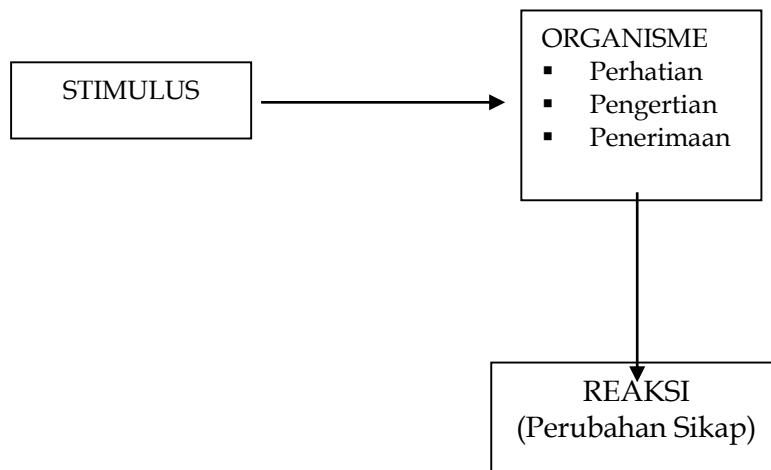 STIMULUS
ORGANISME
▪ Perhatian
▪ Pengertian
▪ Penerimaan
REAKSI
(Perubahan Sikap)